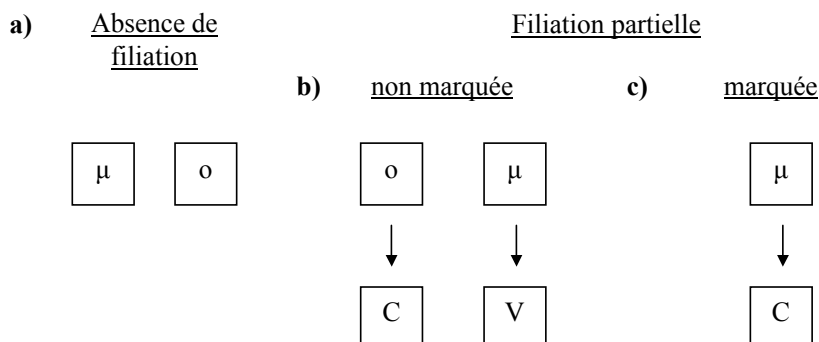 a) Absence de filiation
Filiation partielle
b) non marquée
c) marquée
μ o
o μ
μ
C V
C